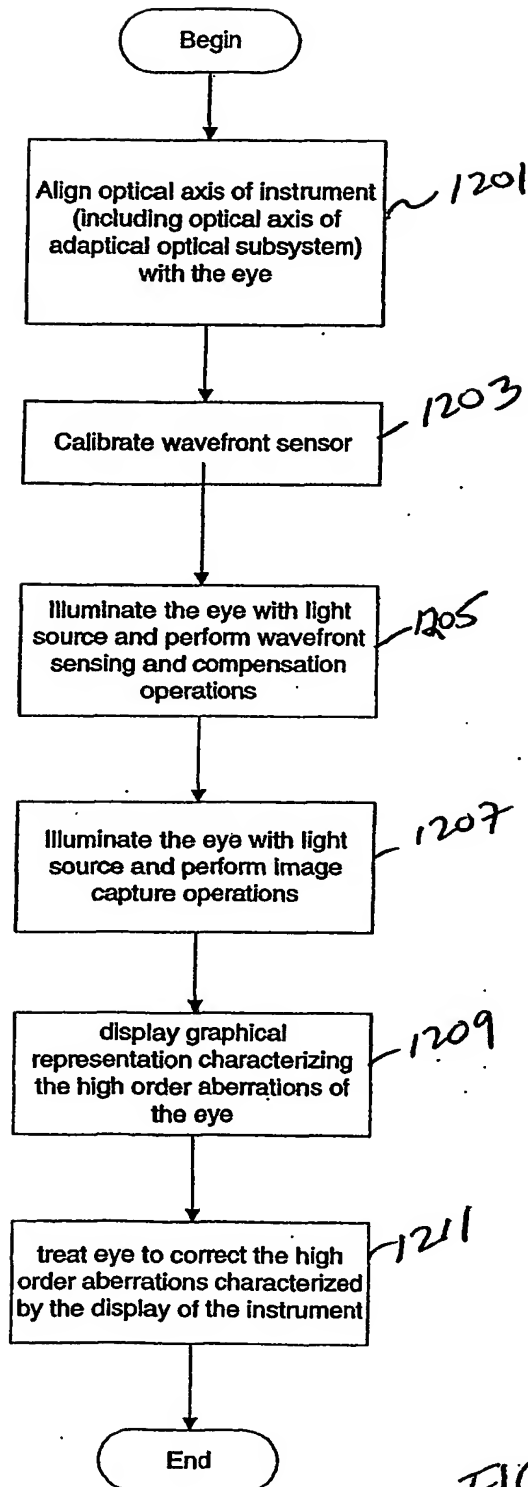 Begin
Align optical axis of instrument
(including optical axis of
adaptical optical subsystem)
with the eye
1201
Calibrate wavefront sensor
1203
Illuminate the eye with light
source and perform wavefront
sensing and compensation
operations
1205
Illuminate the eye with light
source and perform image
capture operations
1207
display graphical
representation characterizing
the high order aberrations of
the eye
1209
treat eye to correct the high
order aberrations characterized
by the display of the instrument
1211
End